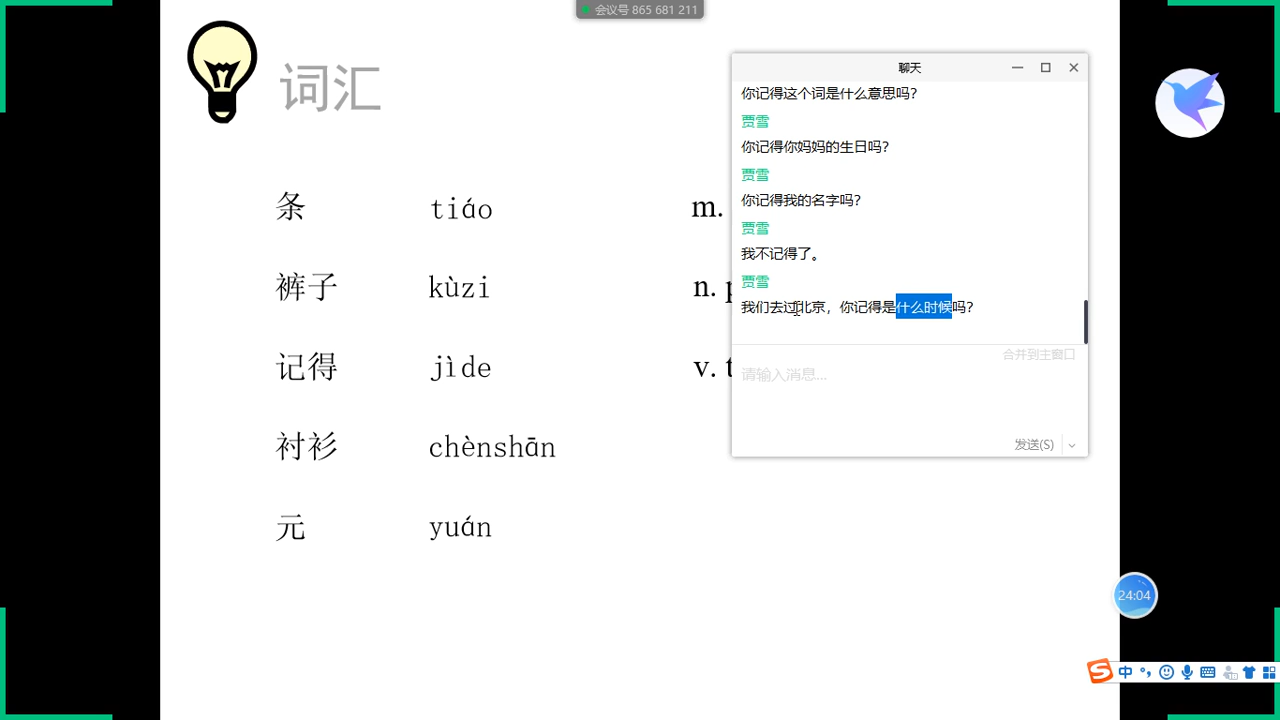 会议号 865 681 211
词汇
聊天
你记得这个词是什么意思吗?
贾雪
你记得你妈妈的生日吗?
贾雪
你记得我的名字吗?
贾雪
我不记得了。
贾雪
我们去过北京，你记得是什么时候吗?
合并到主窗口
请输入消息...
发送(S)
条 tiáo m.
裤子 kùzi n.
记得 jìde v.
衬衫 chènshān
元 yuán
24:04
中